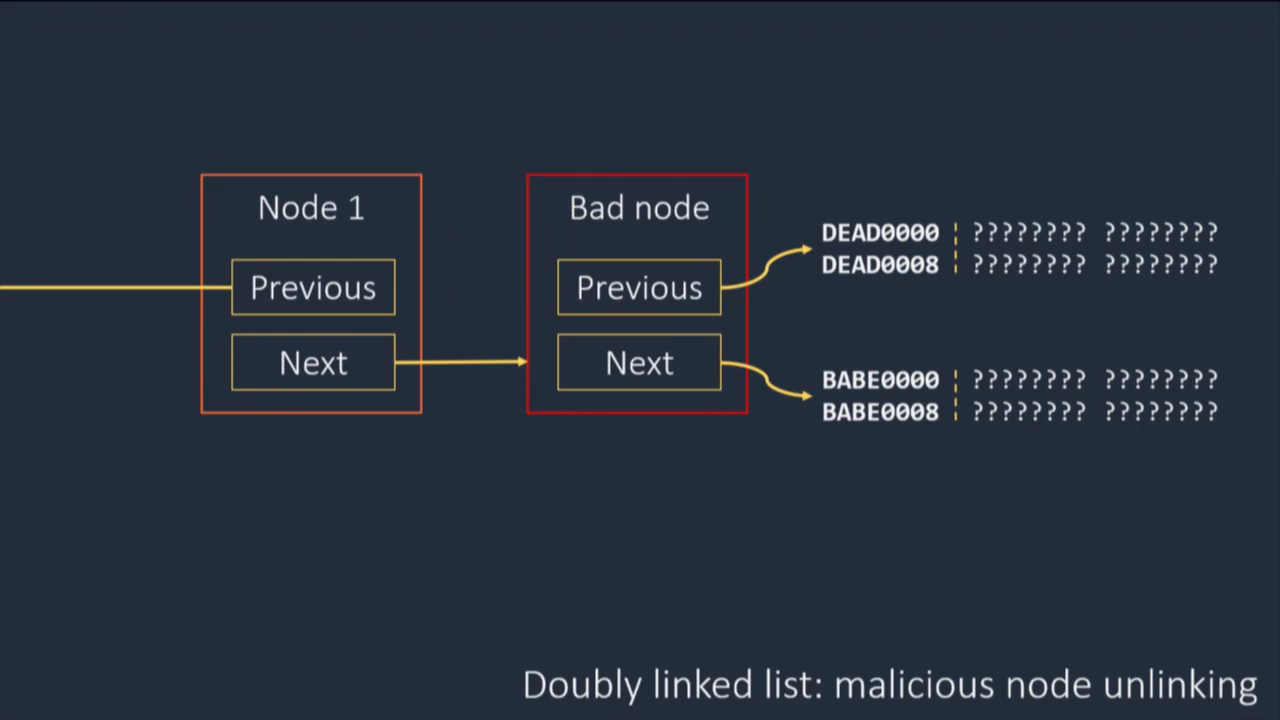 Node 1
Previous
Next
Bad node
Previous
Next
DEAD0000 ¦ ???????? ????????
DEAD0008 ¦ ???????? ????????
BABE0000 ¦ ???????? ????????
BABE0008 ¦ ???????? ????????
Doubly linked list: malicious node unlinking